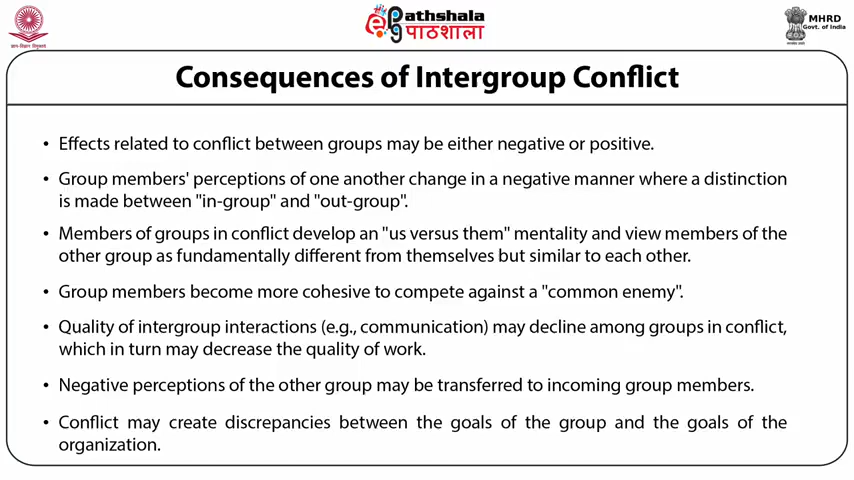 ePathshala
पाठशाला
MHRD
Govt. of India
Consequences of Intergroup Conflict
• Effects related to conflict between groups may be either negative or positive.
• Group members' perceptions of one another change in a negative manner where a distinction
is made between "in-group" and "out-group".
• Members of groups in conflict develop an "us versus them" mentality and view members of the
other group as fundamentally different from themselves but similar to each other.
• Group members become more cohesive to compete against a "common enemy".
• Quality of intergroup interactions (e.g., communication) may decline among groups in conflict,
which in turn may decrease the quality of work.
• Negative perceptions of the other group may be transferred to incoming group members.
• Conflict may create discrepancies between the goals of the group and the goals of the
organization.